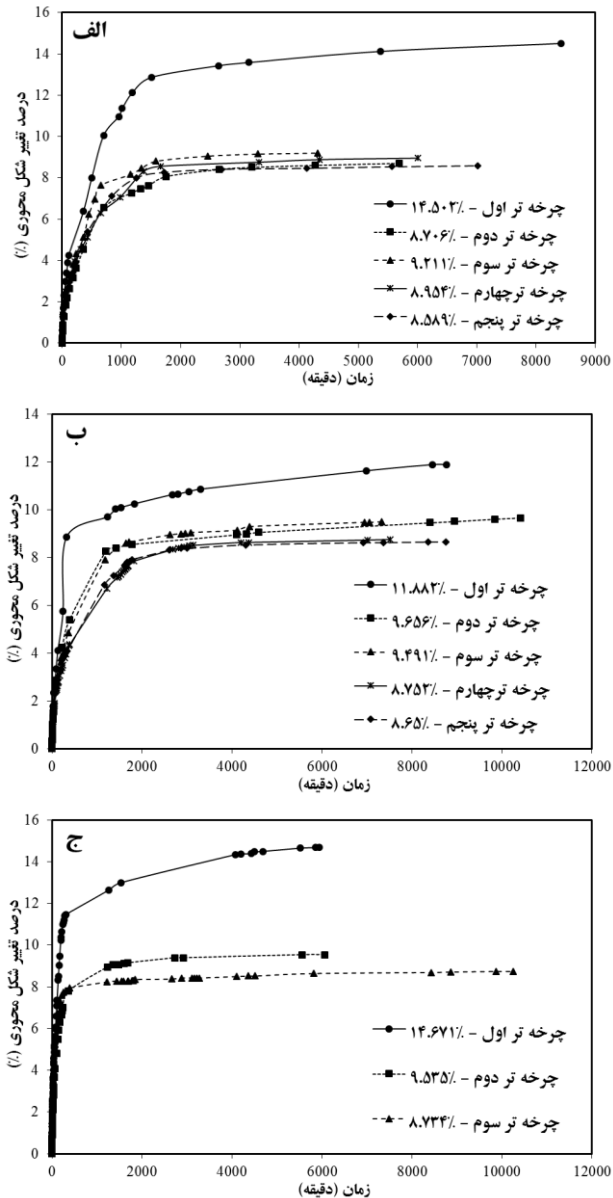 الف
درصد تغییر شکل محوری (%)
16
14
12
10
8
6
4
2
0
چرخه تر اول - ۱۴.۵۰۲%
چرخه تر دوم - ۸.۷۰۶%
چرخه تر سوم - ۹.۲۱۱%
چرخه ترچهارم - ۸.۹۵۴%
چرخه تر پنجم - ۸.۵۸۹%
0 1000 2000 3000 4000 5000 6000 7000 8000 9000
زمان (دقیقه)
ب
درصد تغییر شکل محوری (%)
14
12
10
8
6
4
2
0
چرخه تر اول - ۱۱.۸۸۲%
چرخه تر دوم - ۹.۶۵۶%
چرخه تر سوم - ۹.۴۹۱%
چرخه ترچهارم - ۸.۷۵۲%
چرخه تر پنجم - ۸.۶۵%
0 2000 4000 6000 8000 10000 12000
زمان (دقیقه)
ج
درصد تغییر شکل محوری (%)
16
14
12
10
8
6
4
2
0
چرخه تر اول - ۱۴.۶۷۱%
چرخه تر دوم - ۹.۵۳۵%
چرخه تر سوم - ۸.۷۳۴%
0 2000 4000 6000 8000 10000 12000
زمان (دقیقه)